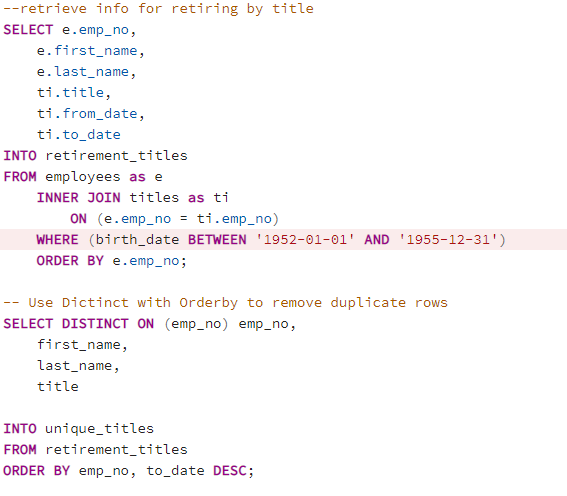 --retrieve info for retiring by title
SELECT e.emp_no,
    e.first_name,
    e.last_name,
    ti.title,
    ti.from_date,
    ti.to_date
INTO retirement_titles
FROM employees as e
    INNER JOIN titles as ti
        ON (e.emp_no = ti.emp_no)
    WHERE (birth_date BETWEEN '1952-01-01' AND '1955-12-31')
    ORDER BY e.emp_no;

-- Use Dictinct with Orderby to remove duplicate rows
SELECT DISTINCT ON (emp_no) emp_no,
    first_name,
    last_name,
    title

INTO unique_titles
FROM retirement_titles
ORDER BY emp_no, to_date DESC;